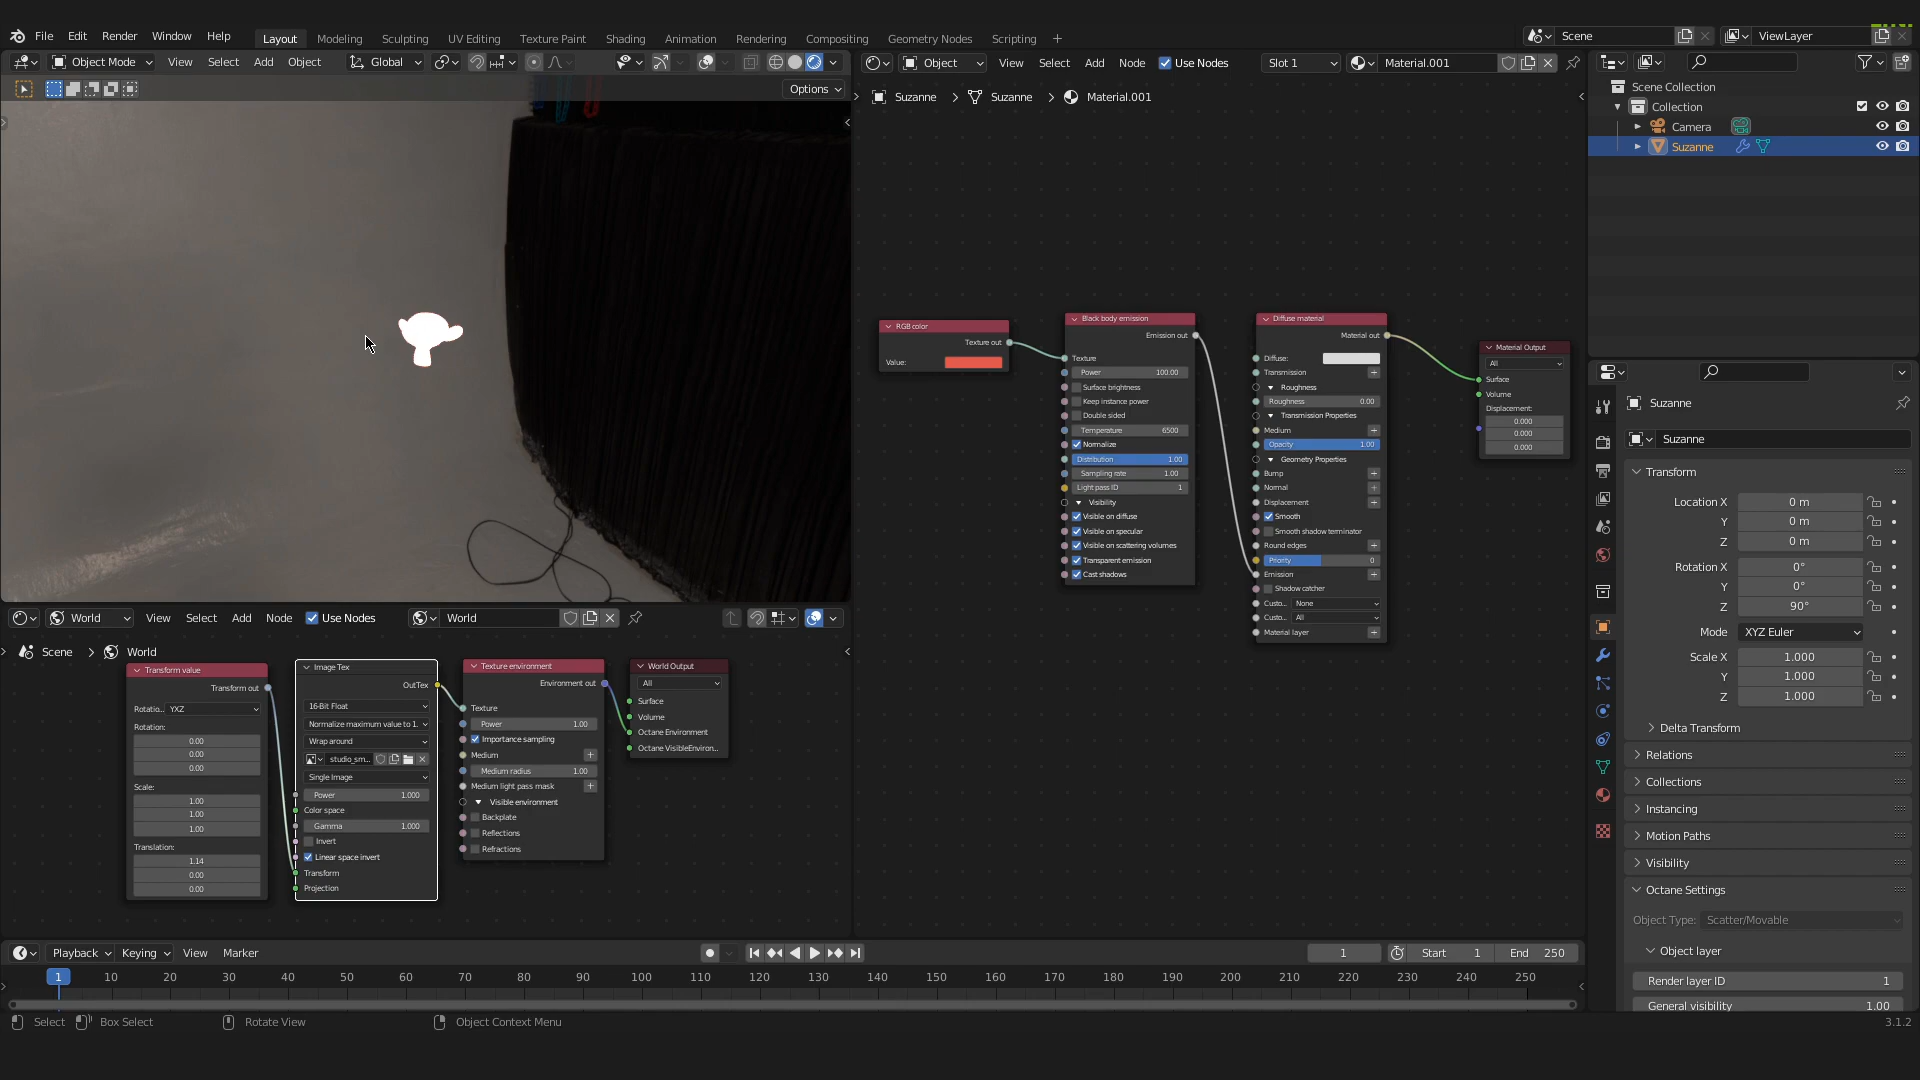 File Edit Render Window Help Layout Modeling Sculpting UV Editing Texture Paint Shading Animation Rendering Compositing Geometry Nodes Scripting + Scene ViewLayer
Object Mode View Select Add Object Global
Options
Object View Select Add Node Use Nodes Slot 1 Material.001
Suzanne > Suzanne > Material.001
Scene Collection
Collection
Camera
Suzanne
RGB color
Texture out
Value:
Black body emission
Emission out
Texture
Power 100.00
Surface brightness
Keep instance power
Double sided
Temperature 6500
Normalize
Distribution 1.00
Sampling rate 1.00
Light pass ID 1
Visibility
Visible on diffuse
Visible on specular
Visible on scattering volumes
Transparent emission
Cast shadows
Diffuse material
Material out
Diffuse:
Transmission
Roughness
Roughness 0.00
Transmission Properties
Medium
Opacity 1.00
Geometry Properties
Bump
Normal
Displacement
Smooth
Smooth shadow terminator
Round edges
Priority 0
Emission
Shadow catcher
Custo... None
Custo... All
Material layer
Material Output
All
Surface
Volume
Displacement:
0.000
0.000
0.000
World View Select Add Node Use Nodes World
Scene > World
Transform value
Transform out
Rotatio... YXZ
Rotation:
0.00
0.00
0.00
Scale:
1.00
1.00
1.00
Translation:
1.14
0.00
0.00
Image Tex
OutTex
16-Bit Float
Normalize maximum value to 1.
Wrap around
studio_sm...
Single Image
Power 1.000
Color space
Gamma 1.000
Invert
Linear space invert
Transform
Projection
Texture environment
Environment out
Texture
Power 1.00
Importance sampling
Medium
Medium radius 1.00
Medium light pass mask
Visible environment
Backplate
Reflections
Refractions
World Output
All
Surface
Volume
Octane Environment
Octane VisibleEnviron..
Suzanne
Suzanne
Transform
Location X 0 m
Y 0 m
Z 0 m
Rotation X 0°
Y 0°
Z 90°
Mode XYZ Euler
Scale X 1.000
Y 1.000
Z 1.000
Delta Transform
Relations
Collections
Instancing
Motion Paths
Visibility
Octane Settings
Object Type: Scatter/Movable
Object layer
Render layer ID 1
General visibility 1.00
Playback Keying View Marker 1 Start 1 End 250
1 10 20 30 40 50 60 70 80 90 100 110 120 130 140 150 160 170 180 190 200 210 220 230 240 250
Select Box Select Rotate View Object Context Menu 3.1.2